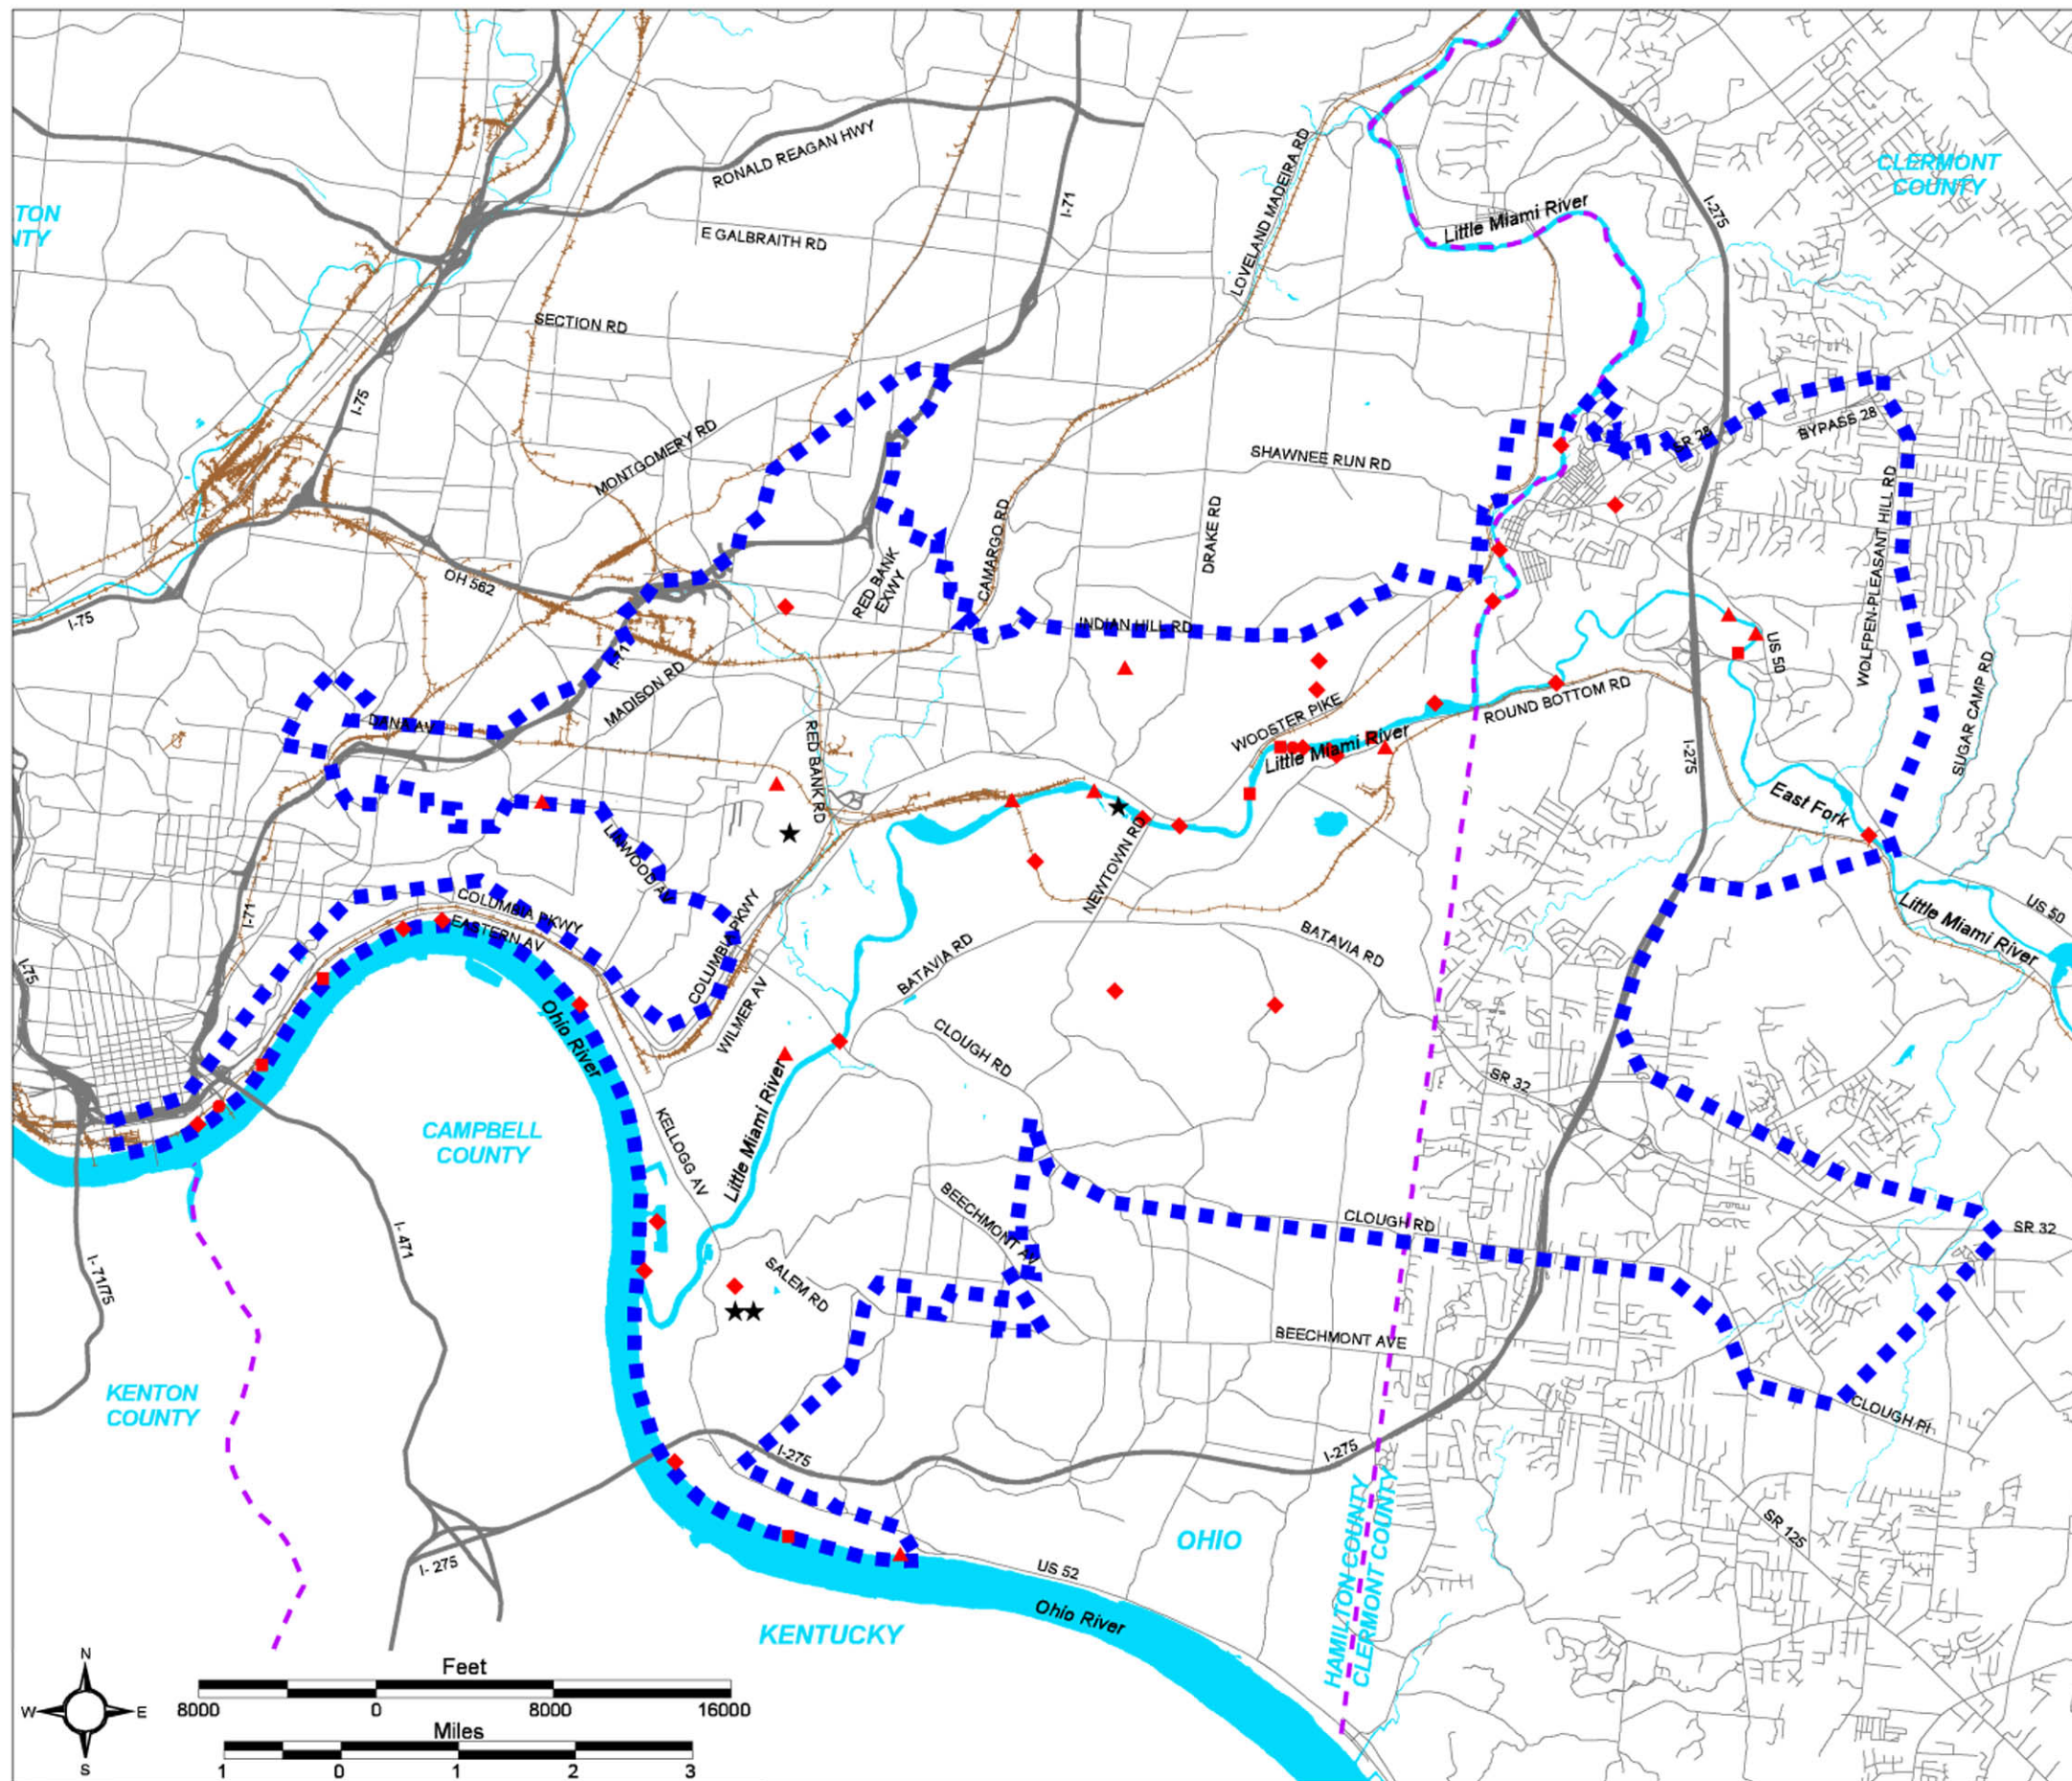 RONALD REAGAN HWY
CLERMONT
COUNTY
I-71
LOVELAND MADEIRA RD
Little Miami River
I-275
TON
NTY
E GALBRAITH RD
SECTION RD
I-75
MONTGOMERY RD
SHAWNEE RUN RD
SR 28
BYPASS 28
WOLFPEN-PLEASANT HILL RD
DRAKE RD
CAMARGO RD
OH 562
RED BANK
EXWY
I-75
INDIAN HILL RD
I-71
MADISON RD
US 50
SUGAR CAMP RD
DANA AV
RED BANK RD
WOOSTER PIKE
Little Miami River
ROUND BOTTOM RD
I-275
East Fork
LINWOOD AV
NEWTOWN RD
COLUMBIA PKWY
EASTERN AV
I-71
COLUMBIA PKWY
WILMER AV
BATAVIA RD
BATAVIA RD
US 50
Little Miami River
I-75
Ohio River
CLOUGH RD
SR 32
CAMPBELL
COUNTY
KELLOGG AV
Little Miami River
BEECHMONT AV
CLOUGH RD
SR 32
I-471
I-71/75
SALEM RD
BEECHMONT AVE
KENTON
COUNTY
CLOUGH PI
I-275
I-275
HAMILTON COUNTY
CLERMONT COUNTY
SR 125
OHIO
I-275
US 52
Ohio River
KENTUCKY
N
W
E
S
Feet
8000 0 8000 16000
Miles
1 0 1 2 3